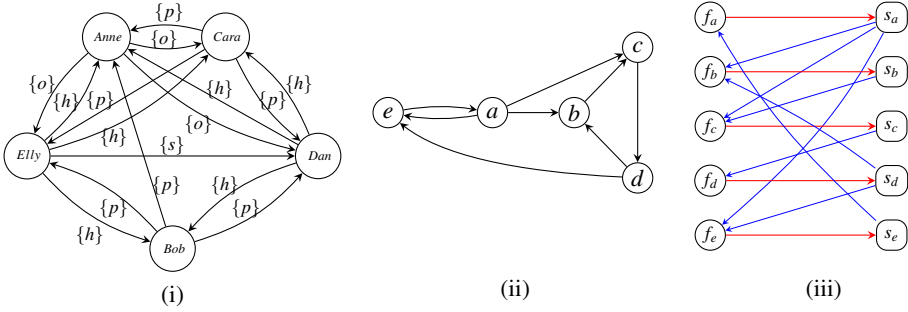 {p}
Anne
{o}
Cara
{o}
{h}
{p}
{h}
{p}
{h}
{h}
{o}
Elly
{s}
Dan
{p}
{p}
{h}
{p}
{h}
Bob
(i)
c
e
a
b
d
(ii)
f_a
s_a
f_b
s_b
f_c
s_c
f_d
s_d
f_e
s_e
(iii)